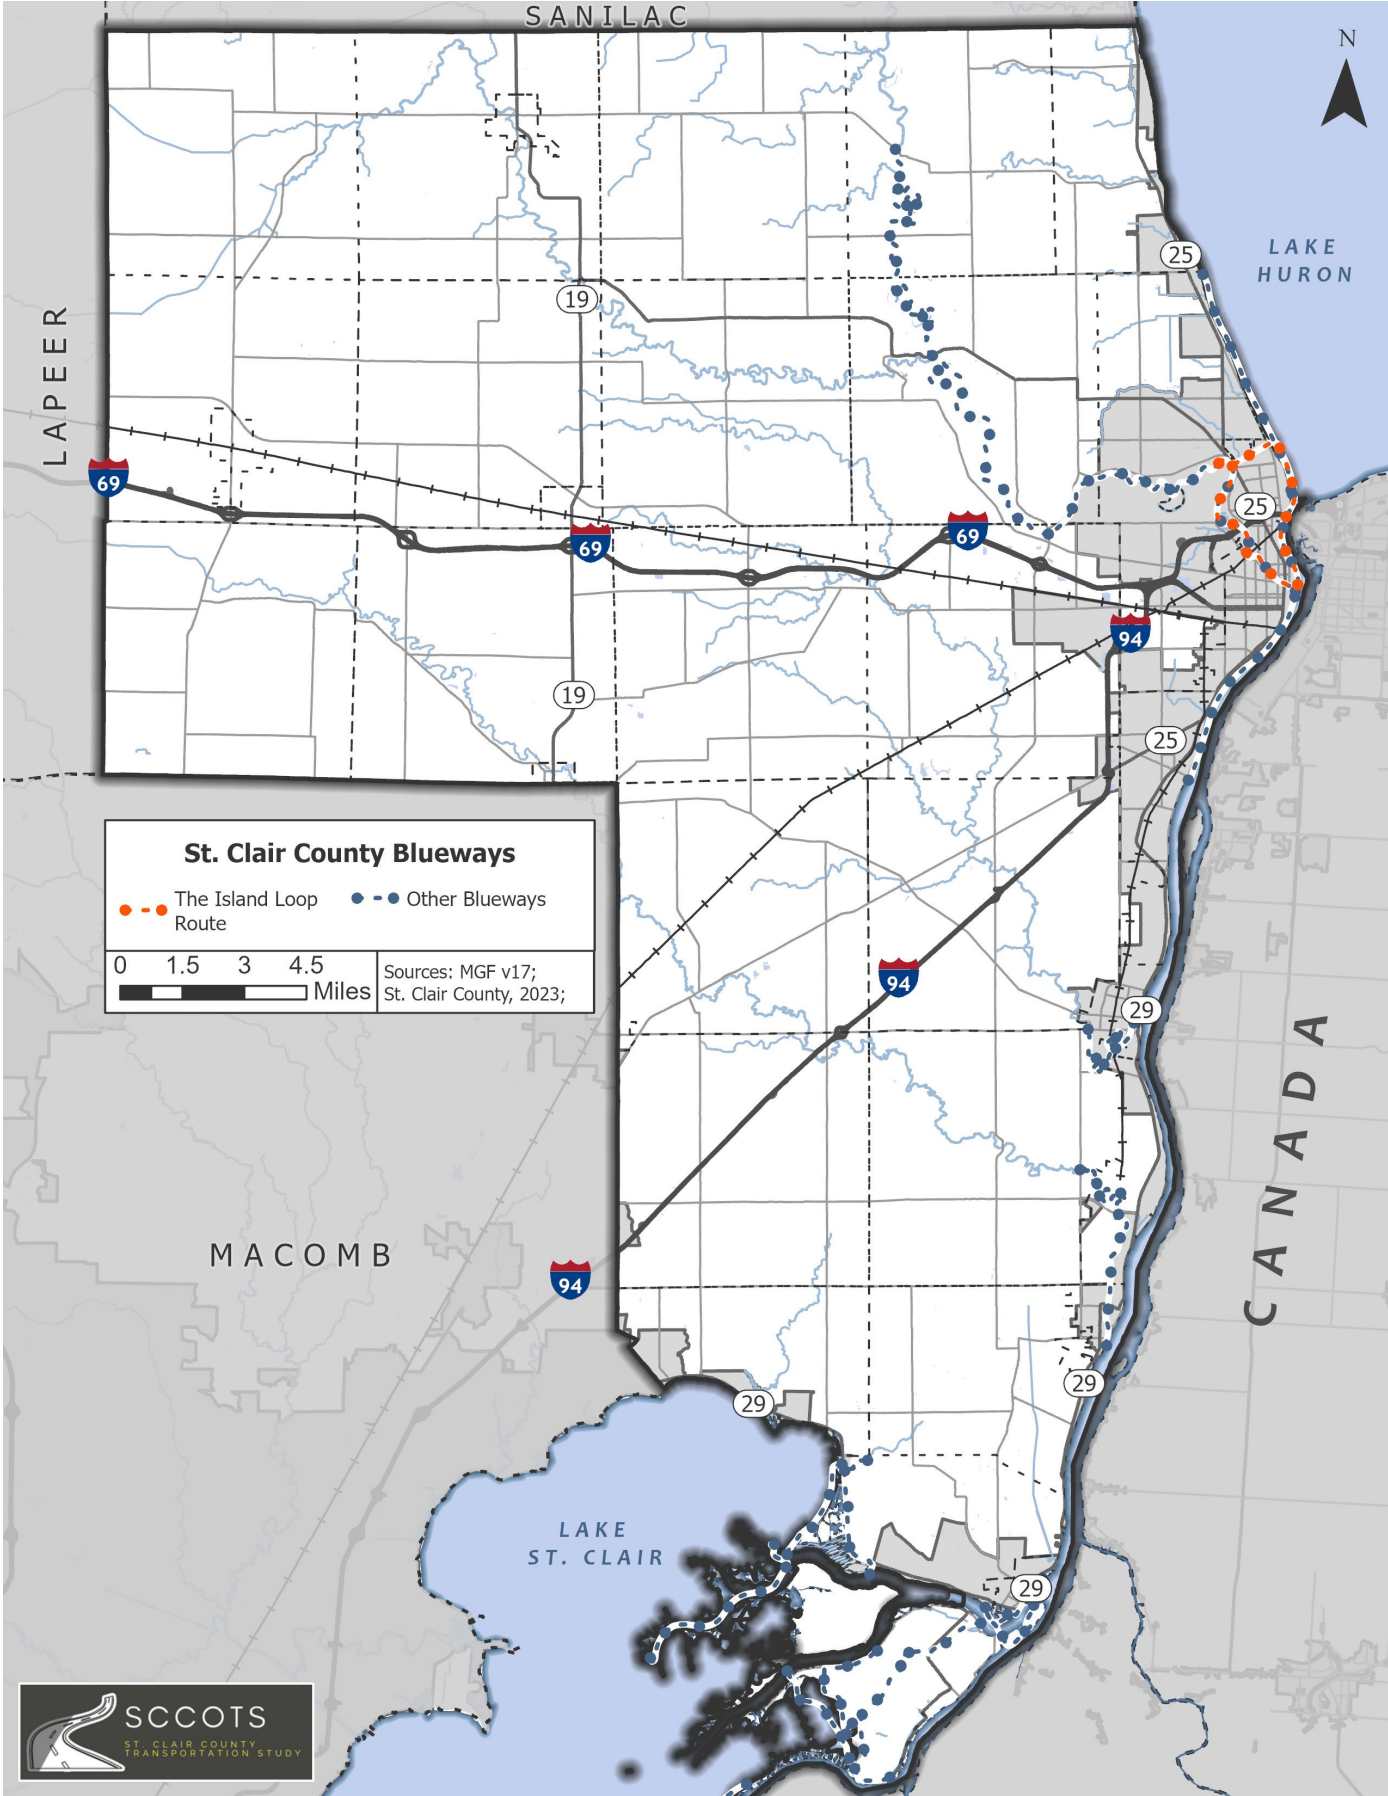 SANILAC
N
25
LAKE
HURON
19
LAPEER
69
25
69
69
94
19
25
St. Clair County Blueways
The Island Loop
Route
Other Blueways
0 1.5 3 4.5
Miles
Sources: MGF v17;
St. Clair County, 2023;
94
29
CANADA
MACOMB
94
29
29
LAKE
ST. CLAIR
29
SCCOTS
ST. CLAIR COUNTY
TRANSPORTATION STUDY